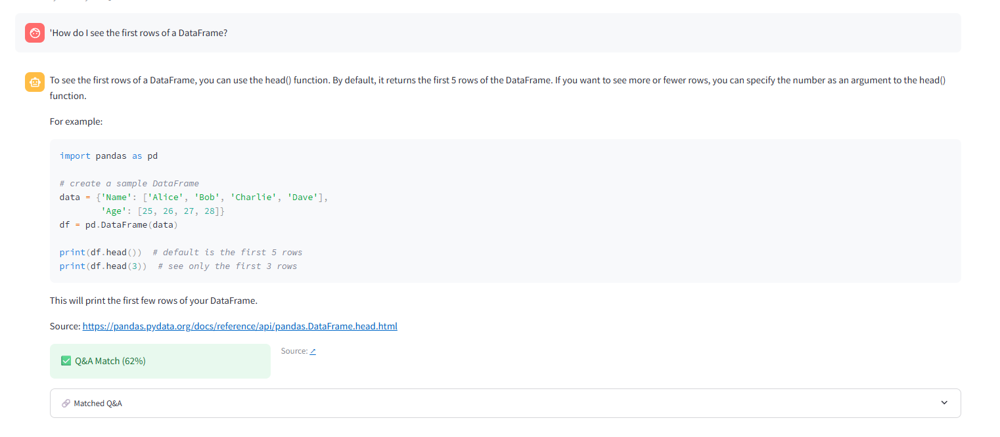 'How do I see the first rows of a DataFrame?
To see the first rows of a DataFrame, you can use the head() function. By default, it returns the first 5 rows of the DataFrame. If you want to see more or fewer rows, you can specify the number as an argument to the head()
function.
For example:
import pandas as pd
# create a sample DataFrame
data = {'Name': ['Alice', 'Bob', 'Charlie', 'Dave'],
        'Age': [25, 26, 27, 28]}
df = pd.DataFrame(data)
print(df.head())  # default is the first 5 rows
print(df.head(3))  # see only the first 3 rows
This will print the first few rows of your DataFrame.
Source: https://pandas.pydata.org/docs/reference/api/pandas.DataFrame.head.html
✅ Q&A Match (62%)
Source: ↗
🔗 Matched Q&A